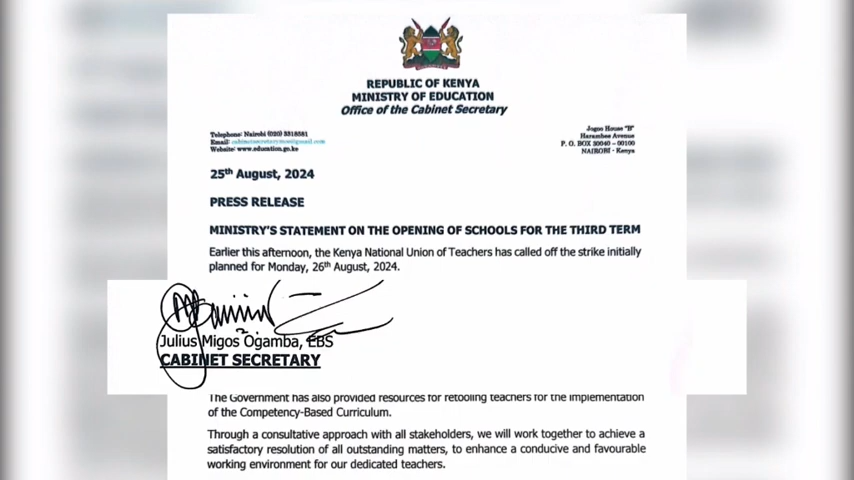 REPUBLIC OF KENYA
MINISTRY OF EDUCATION
Office of the Cabinet Secretary
Telephone: Nairobi (020) 3318581
Email: cabinetsecretarymoe@gmail.com
Website: www.education.go.ke
Jogoo House "B"
Harambee Avenue
P. O. BOX 30040 – 00100
NAIROBI - Kenya
25th August, 2024
PRESS RELEASE
MINISTRY'S STATEMENT ON THE OPENING OF SCHOOLS FOR THE THIRD TERM
Earlier this afternoon, the Kenya National Union of Teachers has called off the strike initially
planned for Monday, 26th August, 2024.
Julius Migos Ogamba, EBS
CABINET SECRETARY
The Government has also provided resources for retooling teachers for the implementation
of the Competency-Based Curriculum.
Through a consultative approach with all stakeholders, we will work together to achieve a
satisfactory resolution of all outstanding matters, to enhance a conducive and favourable
working environment for our dedicated teachers.